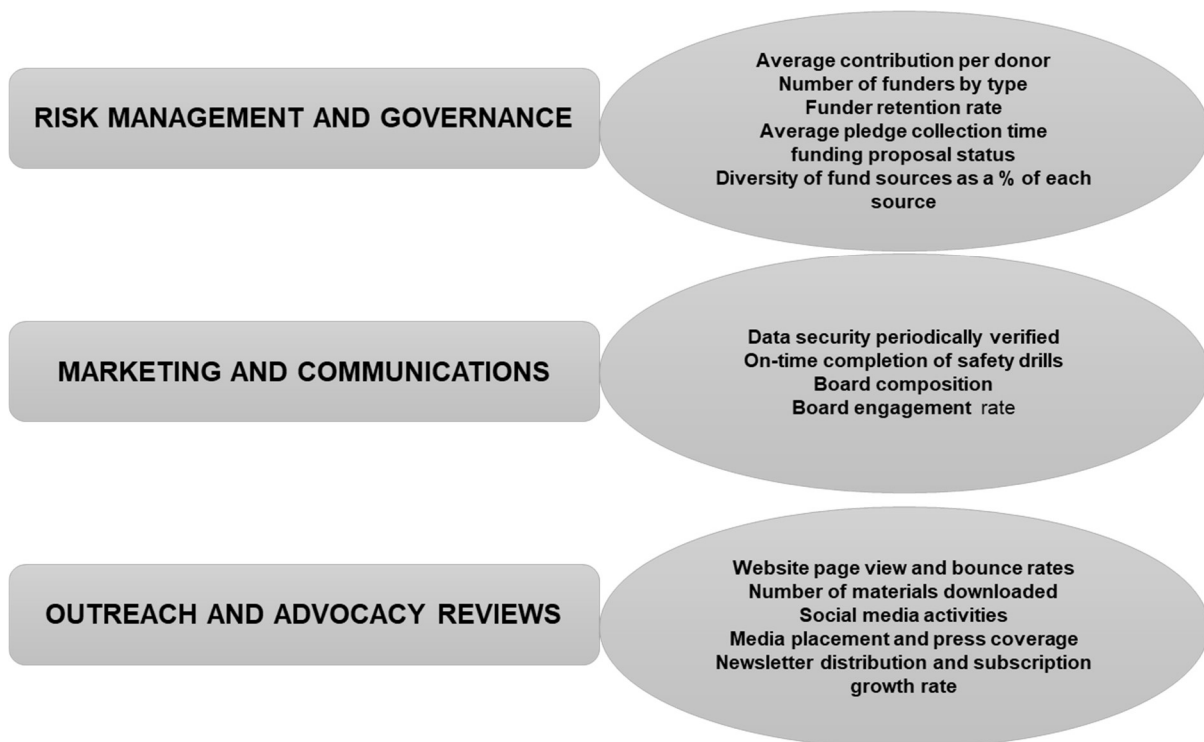 RISK MANAGEMENT AND GOVERNANCE
Average contribution per donor
Number of funders by type
Funder retention rate
Average pledge collection time
funding proposal status
Diversity of fund sources as a % of each
source
MARKETING AND COMMUNICATIONS
Data security periodically verified
On-time completion of safety drills
Board composition
Board engagement rate
OUTREACH AND ADVOCACY REVIEWS
Website page view and bounce rates
Number of materials downloaded
Social media activities
Media placement and press coverage
Newsletter distribution and subscription
growth rate